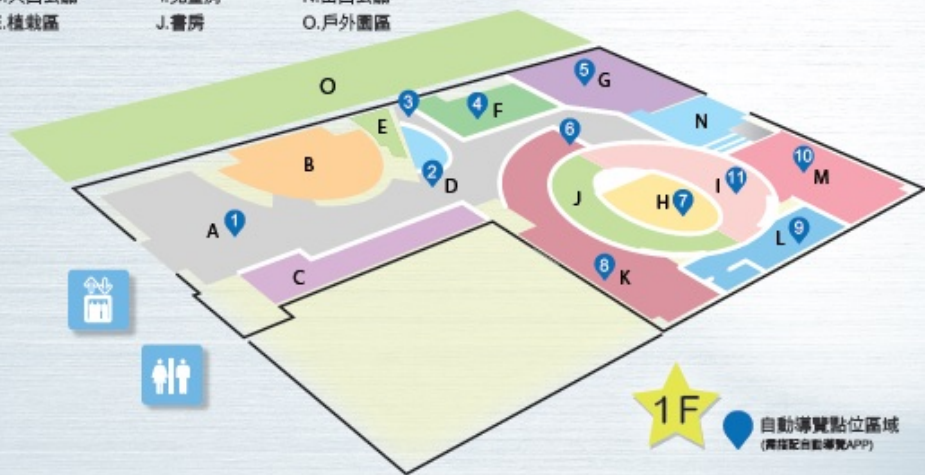 E.植栽區 J.書房 O.戶外園區
O
5 G
3 4 F
E N
6
B 10
2 D I 11 M
J H 7
A 1 L 9
C 8 K
1F
自動導覽點位區域
(需搭配自動導覽APP)